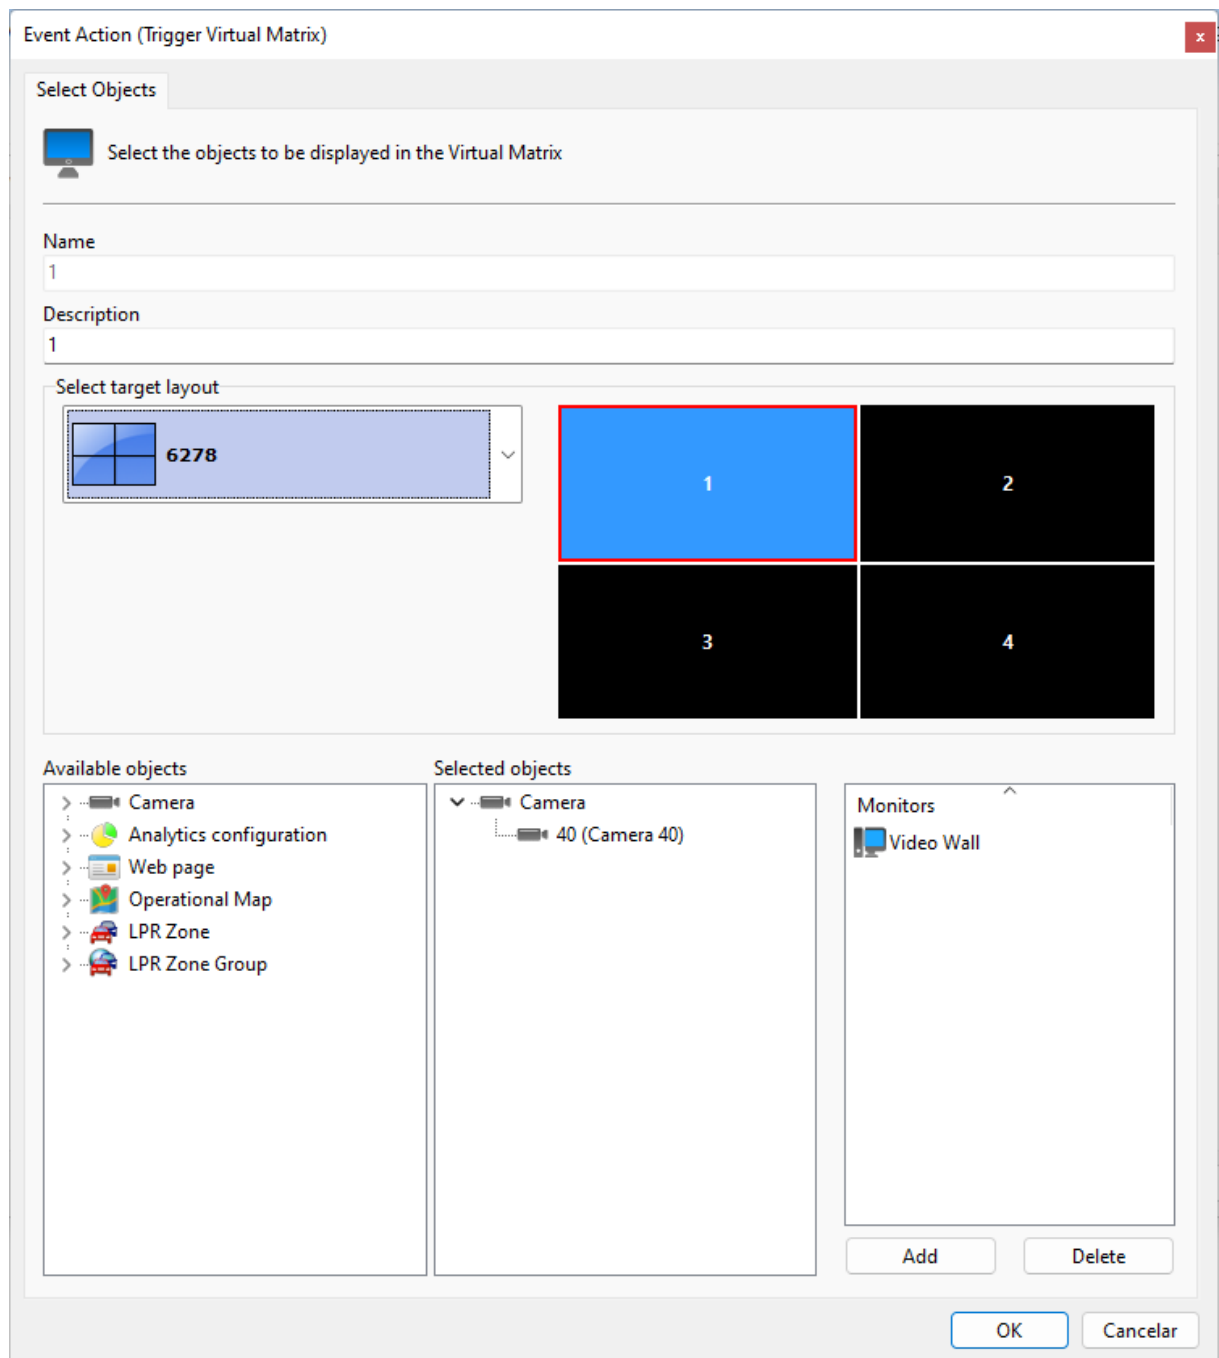 Event Action (Trigger Virtual Matrix)
x
Select Objects
Select the objects to be displayed in the Virtual Matrix
Name
1
Description
1
Select target layout
6278
1
2
3
4
Available objects
Camera
Analytics configuration
Web page
Operational Map
LPR Zone
LPR Zone Group
Selected objects
Camera
40 (Camera 40)
Monitors
Video Wall
Add
Delete
OK
Cancelar